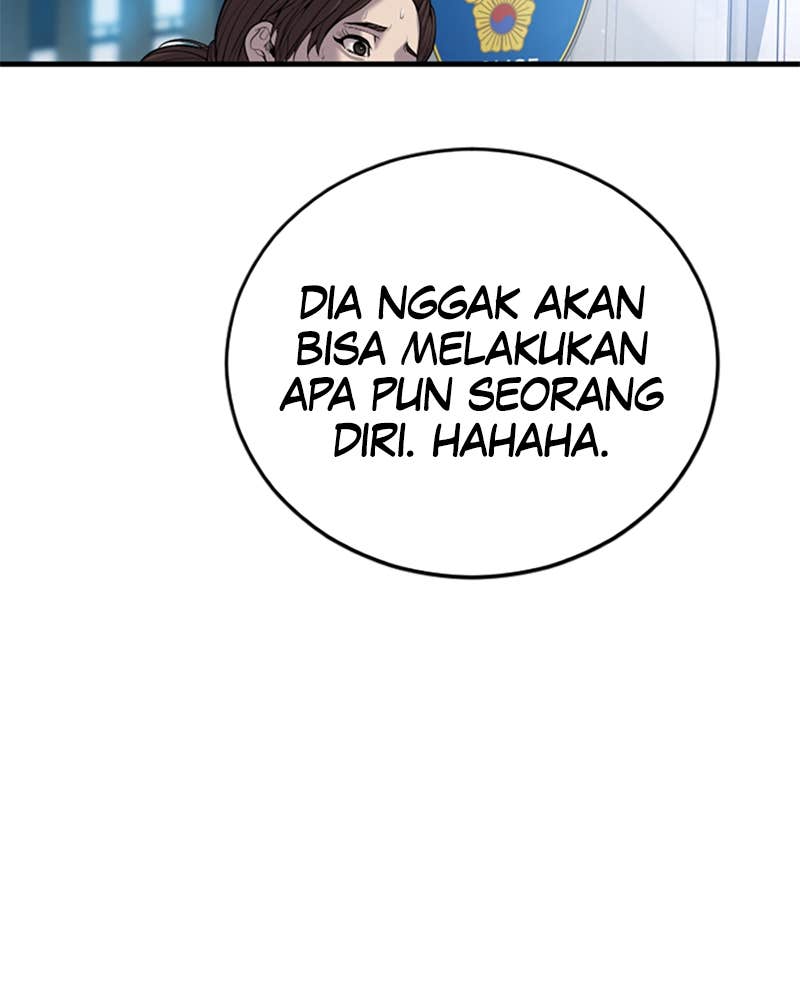 DIA NGGAK AKAN
BISA MELAKUKAN
APA PUN SEORANG
DIRI. HAHAHA.